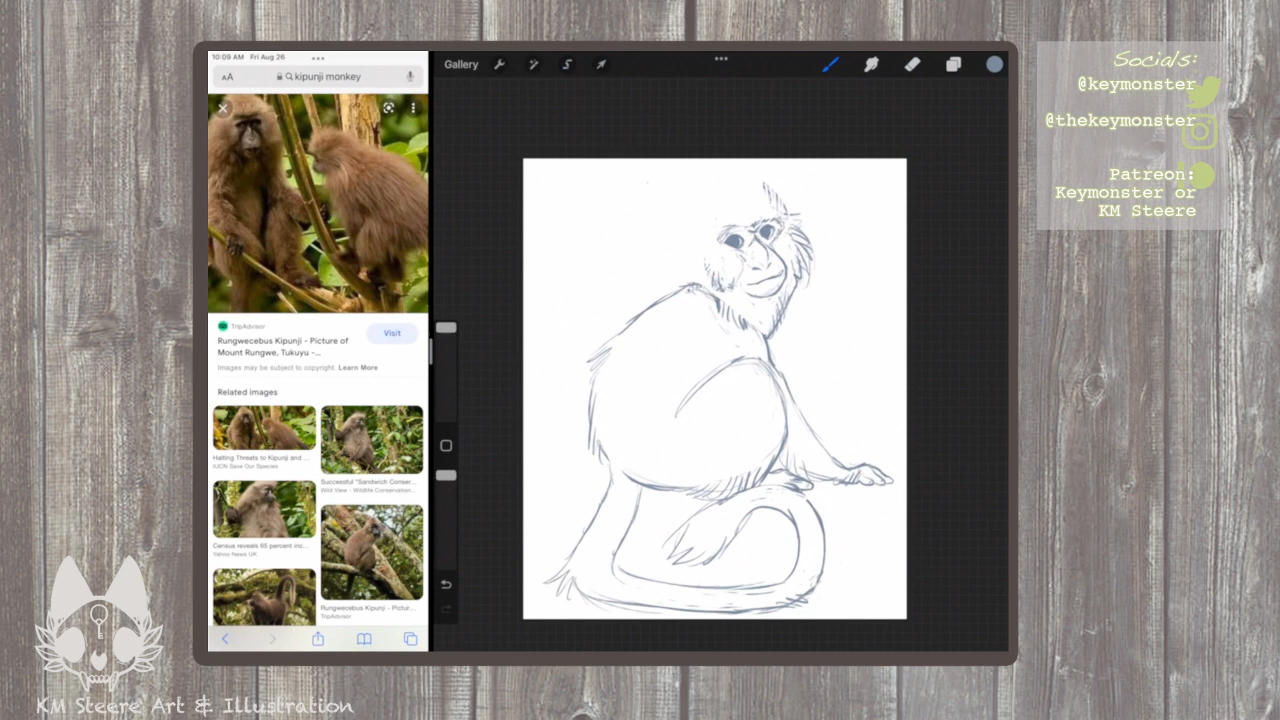 10:09 AM Fri Aug 26
AA kipunji monkey
TripAdvisor
Visit
Rungwecebus Kipunji - Picture of
Mount Rungwe, Tukuyu -...
Images may be subject to copyright. Learn More
Related images
Halting Threats to Kipunji and ...
IUCN Save Our Species
Successful "Sandwich Conser...
Wild View - Wildlife Conservation...
Census reveals 65 percent inc...
Yahoo News UK
Rungwecebus Kipunji - Pictur...
TripAdvisor
Gallery
Socials:
@keymonster
@thekeymonster
Patreon:
Keymonster or
KM Steere
KM Steere Art & Illustration